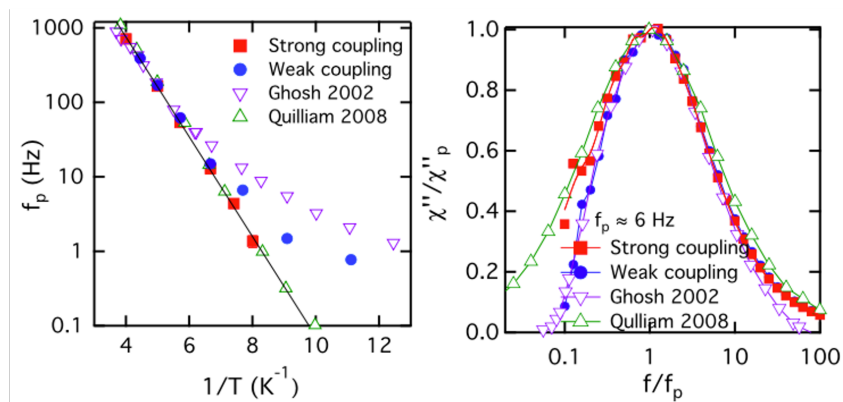 1000
100
10
1
0.1
f_p (Hz)
4
6
8
10
12
1/T (K⁻¹)
Strong coupling
Weak coupling
Ghosh 2002
Quilliam 2008
1.0
0.8
0.6
0.4
0.2
0.0
χ''/χ''_p
0.1
1
10
100
f/f_p
f_p ≈ 6 Hz
Strong coupling
Weak coupling
Ghosh 2002
Qulliam 2008